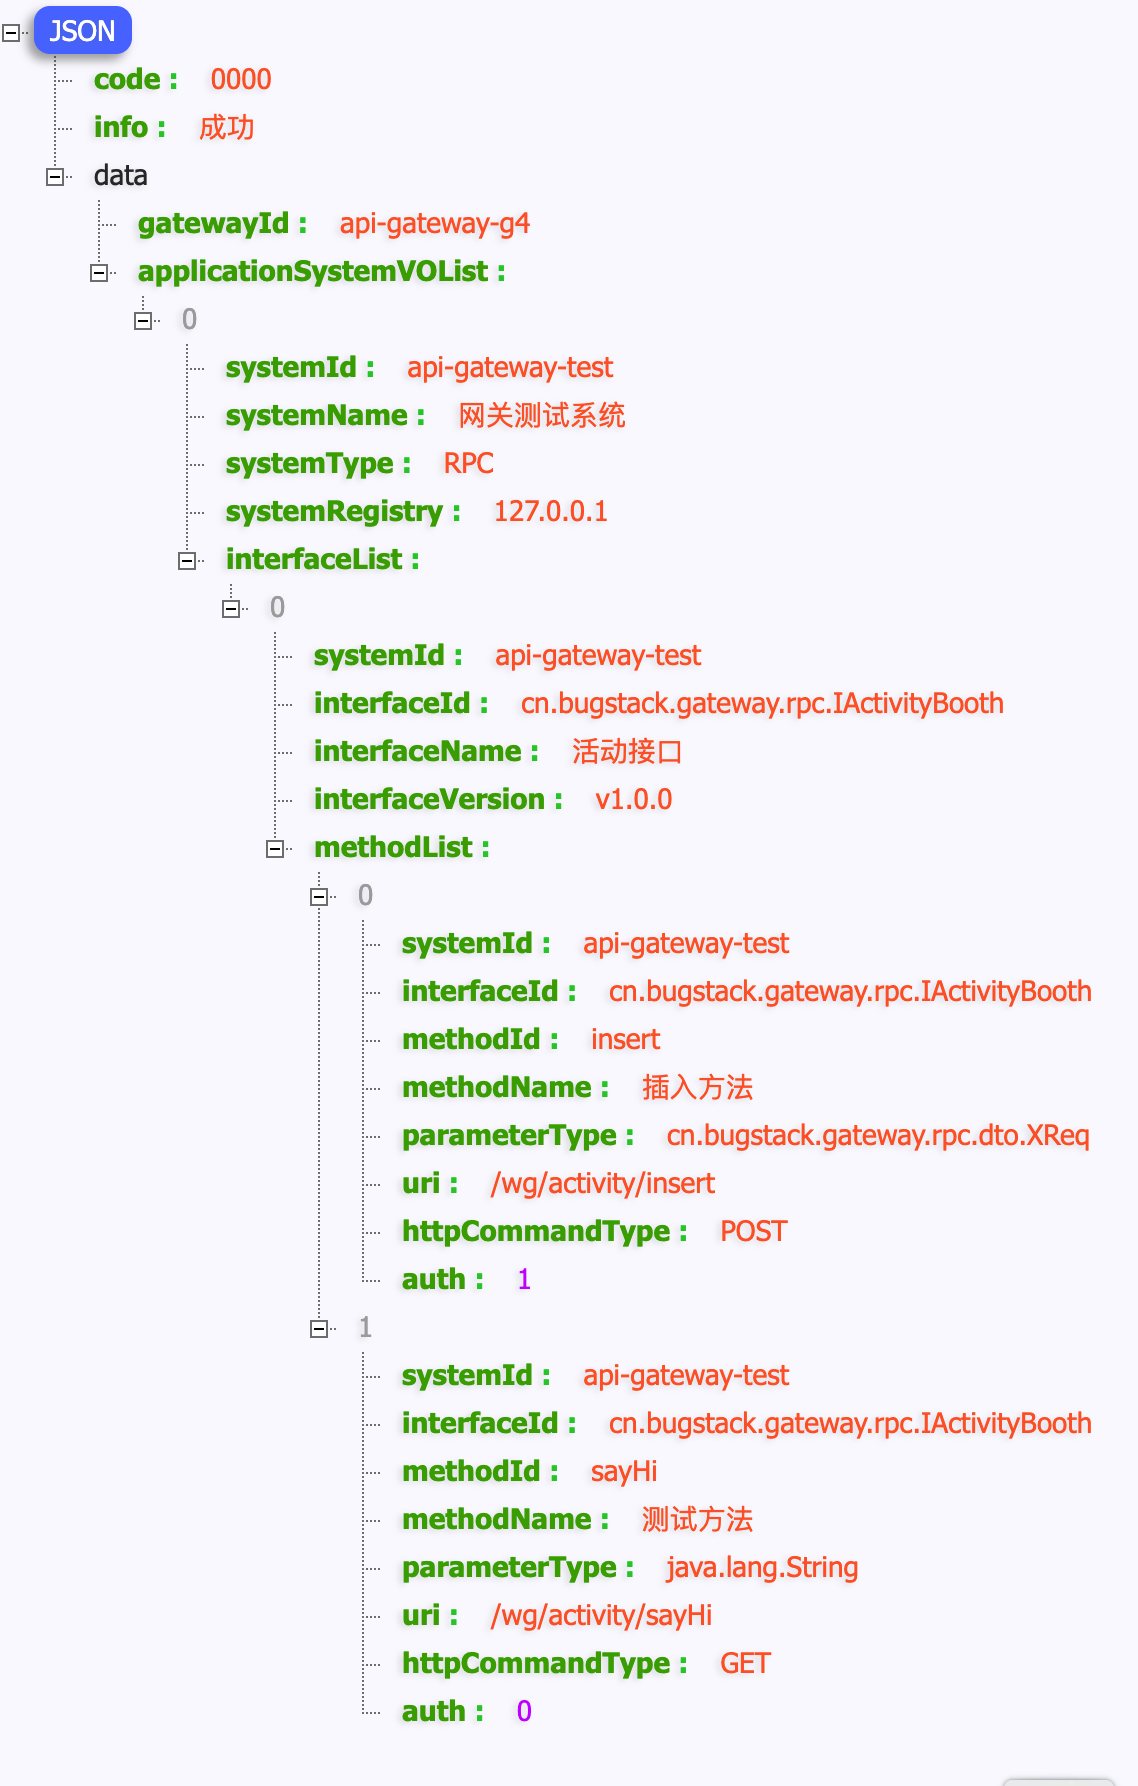 JSON
code : 0000
info : 成功
data
gatewayId : api-gateway-g4
applicationSystemVOList :
0
systemId : api-gateway-test
systemName : 网关测试系统
systemType : RPC
systemRegistry : 127.0.0.1
interfaceList :
0
systemId : api-gateway-test
interfaceId : cn.bugstack.gateway.rpc.IActivityBooth
interfaceName : 活动接口
interfaceVersion : v1.0.0
methodList :
0
systemId : api-gateway-test
interfaceId : cn.bugstack.gateway.rpc.IActivityBooth
methodId : insert
methodName : 插入方法
parameterType : cn.bugstack.gateway.rpc.dto.XReq
uri : /wg/activity/insert
httpCommandType : POST
auth : 1
1
systemId : api-gateway-test
interfaceId : cn.bugstack.gateway.rpc.IActivityBooth
methodId : sayHi
methodName : 测试方法
parameterType : java.lang.String
uri : /wg/activity/sayHi
httpCommandType : GET
auth : 0